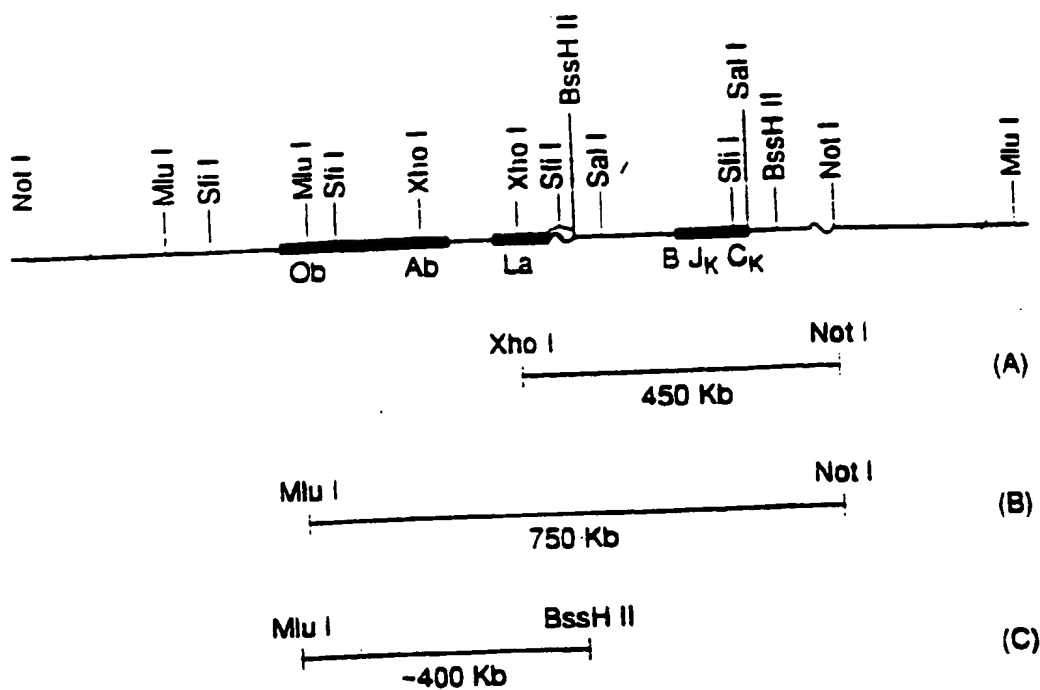 Not I
Mlu I
Sfi I
Mlu I
Sfi I
Xho I
Xho I
Sfi I
BssH II
Sal I
Sfi I
Sal I
BssH II
Not I
Mlu I
Ob
Ab
La
B JK CK
Xho I
Not I
450 Kb
(A)
Mlu I
Not I
750 Kb
(B)
Mlu I
BssH II
~400 Kb
(C)